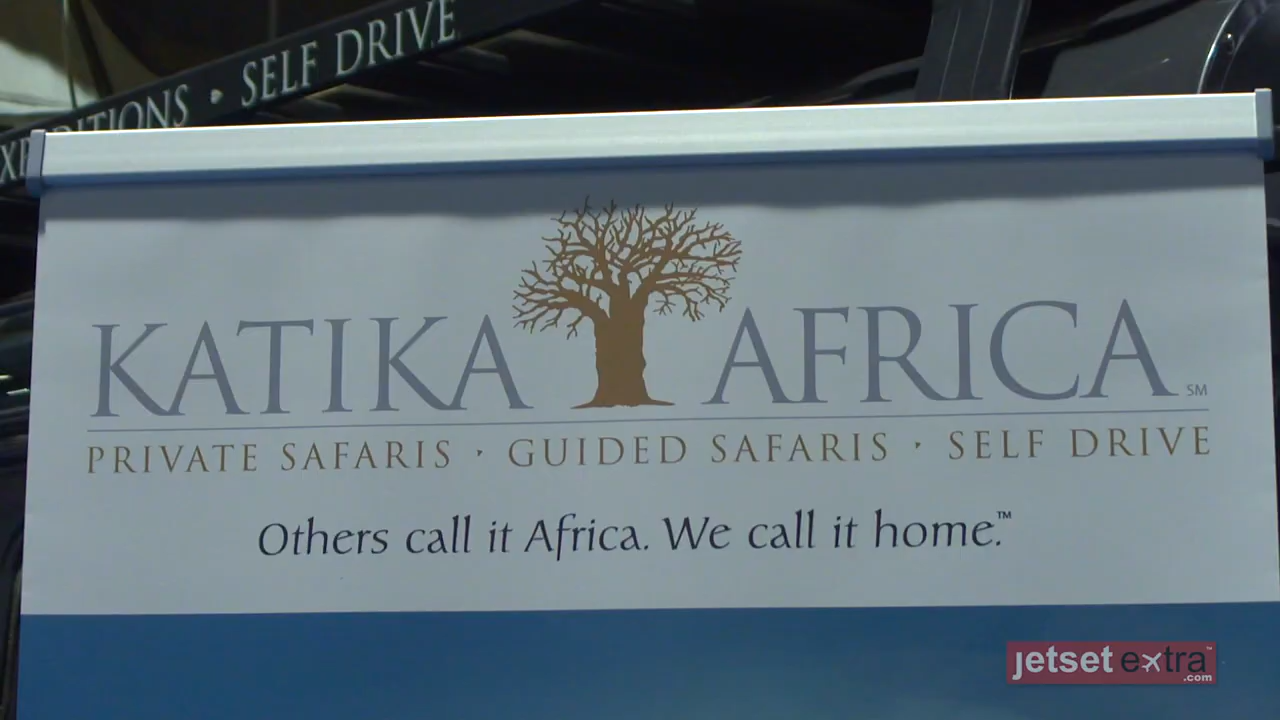 SELF DRIVE
KATIKA AFRICA SM
PRIVATE SAFARIS · GUIDED SAFARIS · SELF DRIVE
Others call it Africa. We call it home.™
jetset extra™
.com